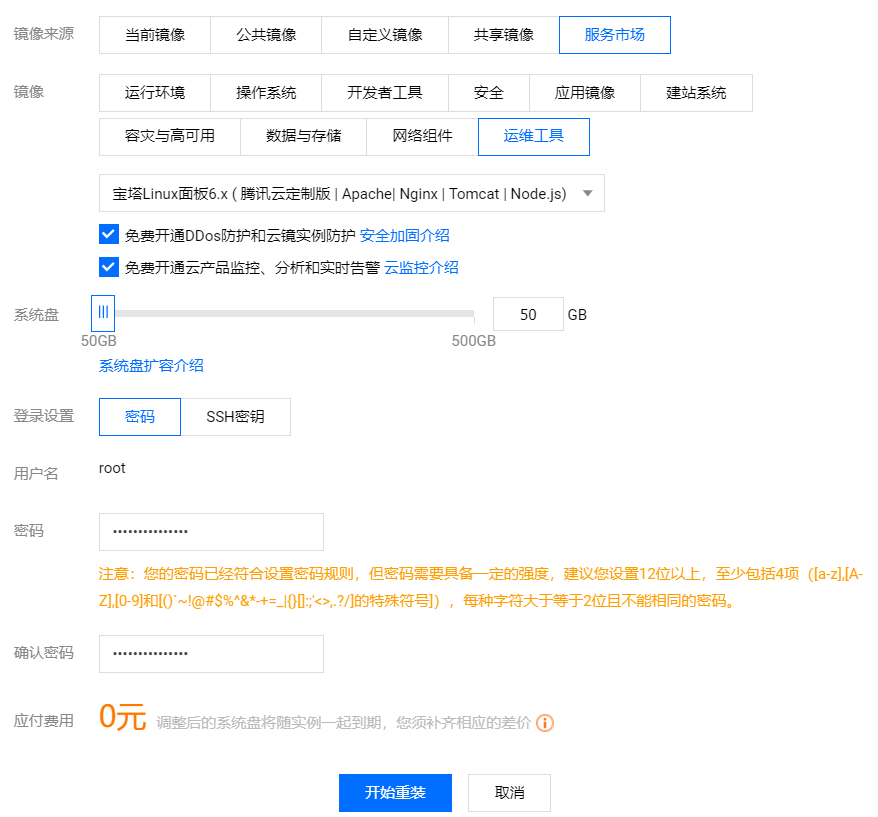 镜像来源 当前镜像 公共镜像 自定义镜像 共享镜像 服务市场
镜像 运行环境 操作系统 开发者工具 安全 应用镜像 建站系统
容灾与高可用 数据与存储 网络组件 运维工具
宝塔Linux面板6.x ( 腾讯云定制版 | Apache| Nginx | Tomcat | Node.js)
免费开通DDos防护和云镜实例防护 安全加固介绍
免费开通云产品监控、分析和实时告警 云监控介绍
系统盘 50 GB
50GB 500GB
系统盘扩容介绍
登录设置 密码 SSH密钥
用户名 root
密码 •••••••••••••••
注意：您的密码已经符合设置密码规则，但密码需要具备一定的强度，建议您设置12位以上，至少包括4项（[a-z],[A-
Z],[0-9]和[()`~!@#$%^&*-+=_|{}[]:;'<>,.?/]的特殊符号]），每种字符大于等于2位且不能相同的密码。
确认密码 •••••••••••••••
应付费用 0元 调整后的系统盘将随实例一起到期，您须补齐相应的差价
开始重装 取消